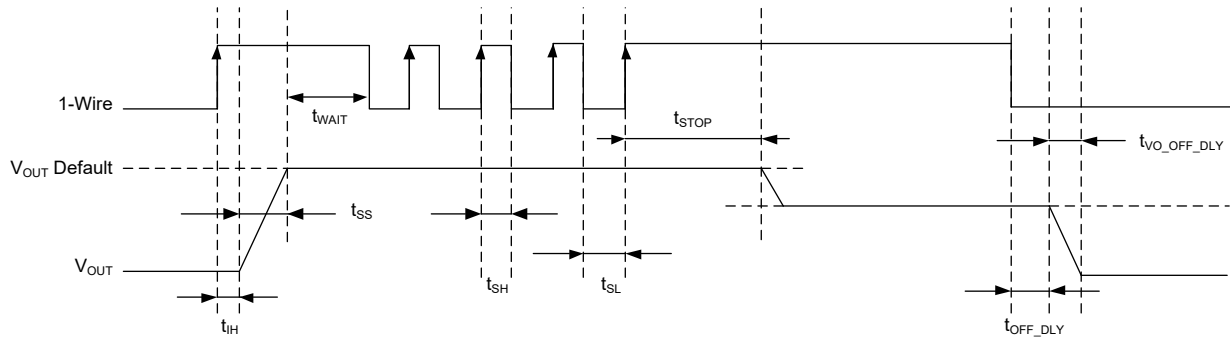 1-Wire
tWAIT
tSTOP
tVO_OFF_DLY
VOUT Default
tSS
VOUT
tSH
tSL
tIH
tOFF_DLY